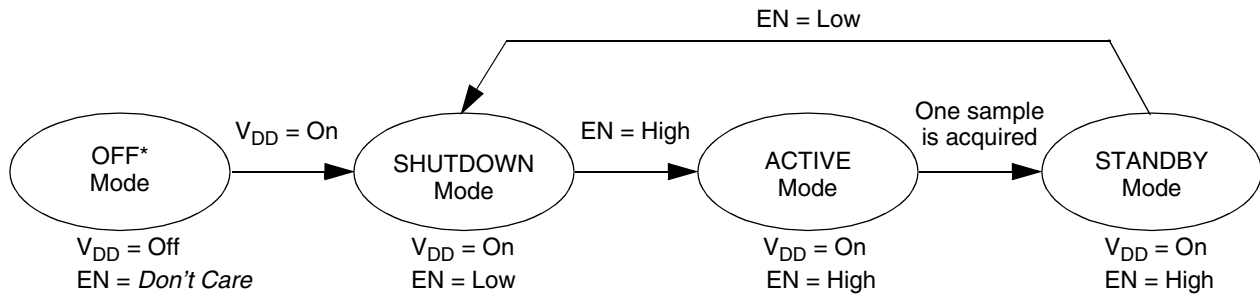 EN = Low
V_DD = On
EN = High
One sample
is acquired
OFF*
Mode
SHUTDOWN
Mode
ACTIVE
Mode
STANDBY
Mode
V_DD = Off
EN = Don't Care
V_DD = On
EN = Low
V_DD = On
EN = High
V_DD = On
EN = High